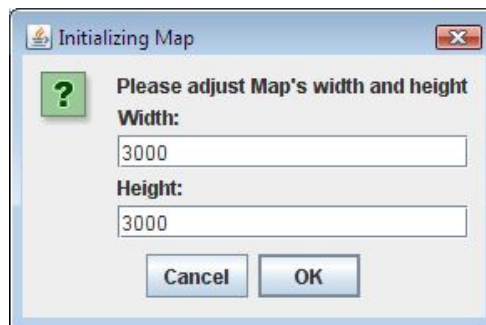 Initializing Map
Please adjust Map's width and height
Width:
3000
Height:
3000
Cancel OK